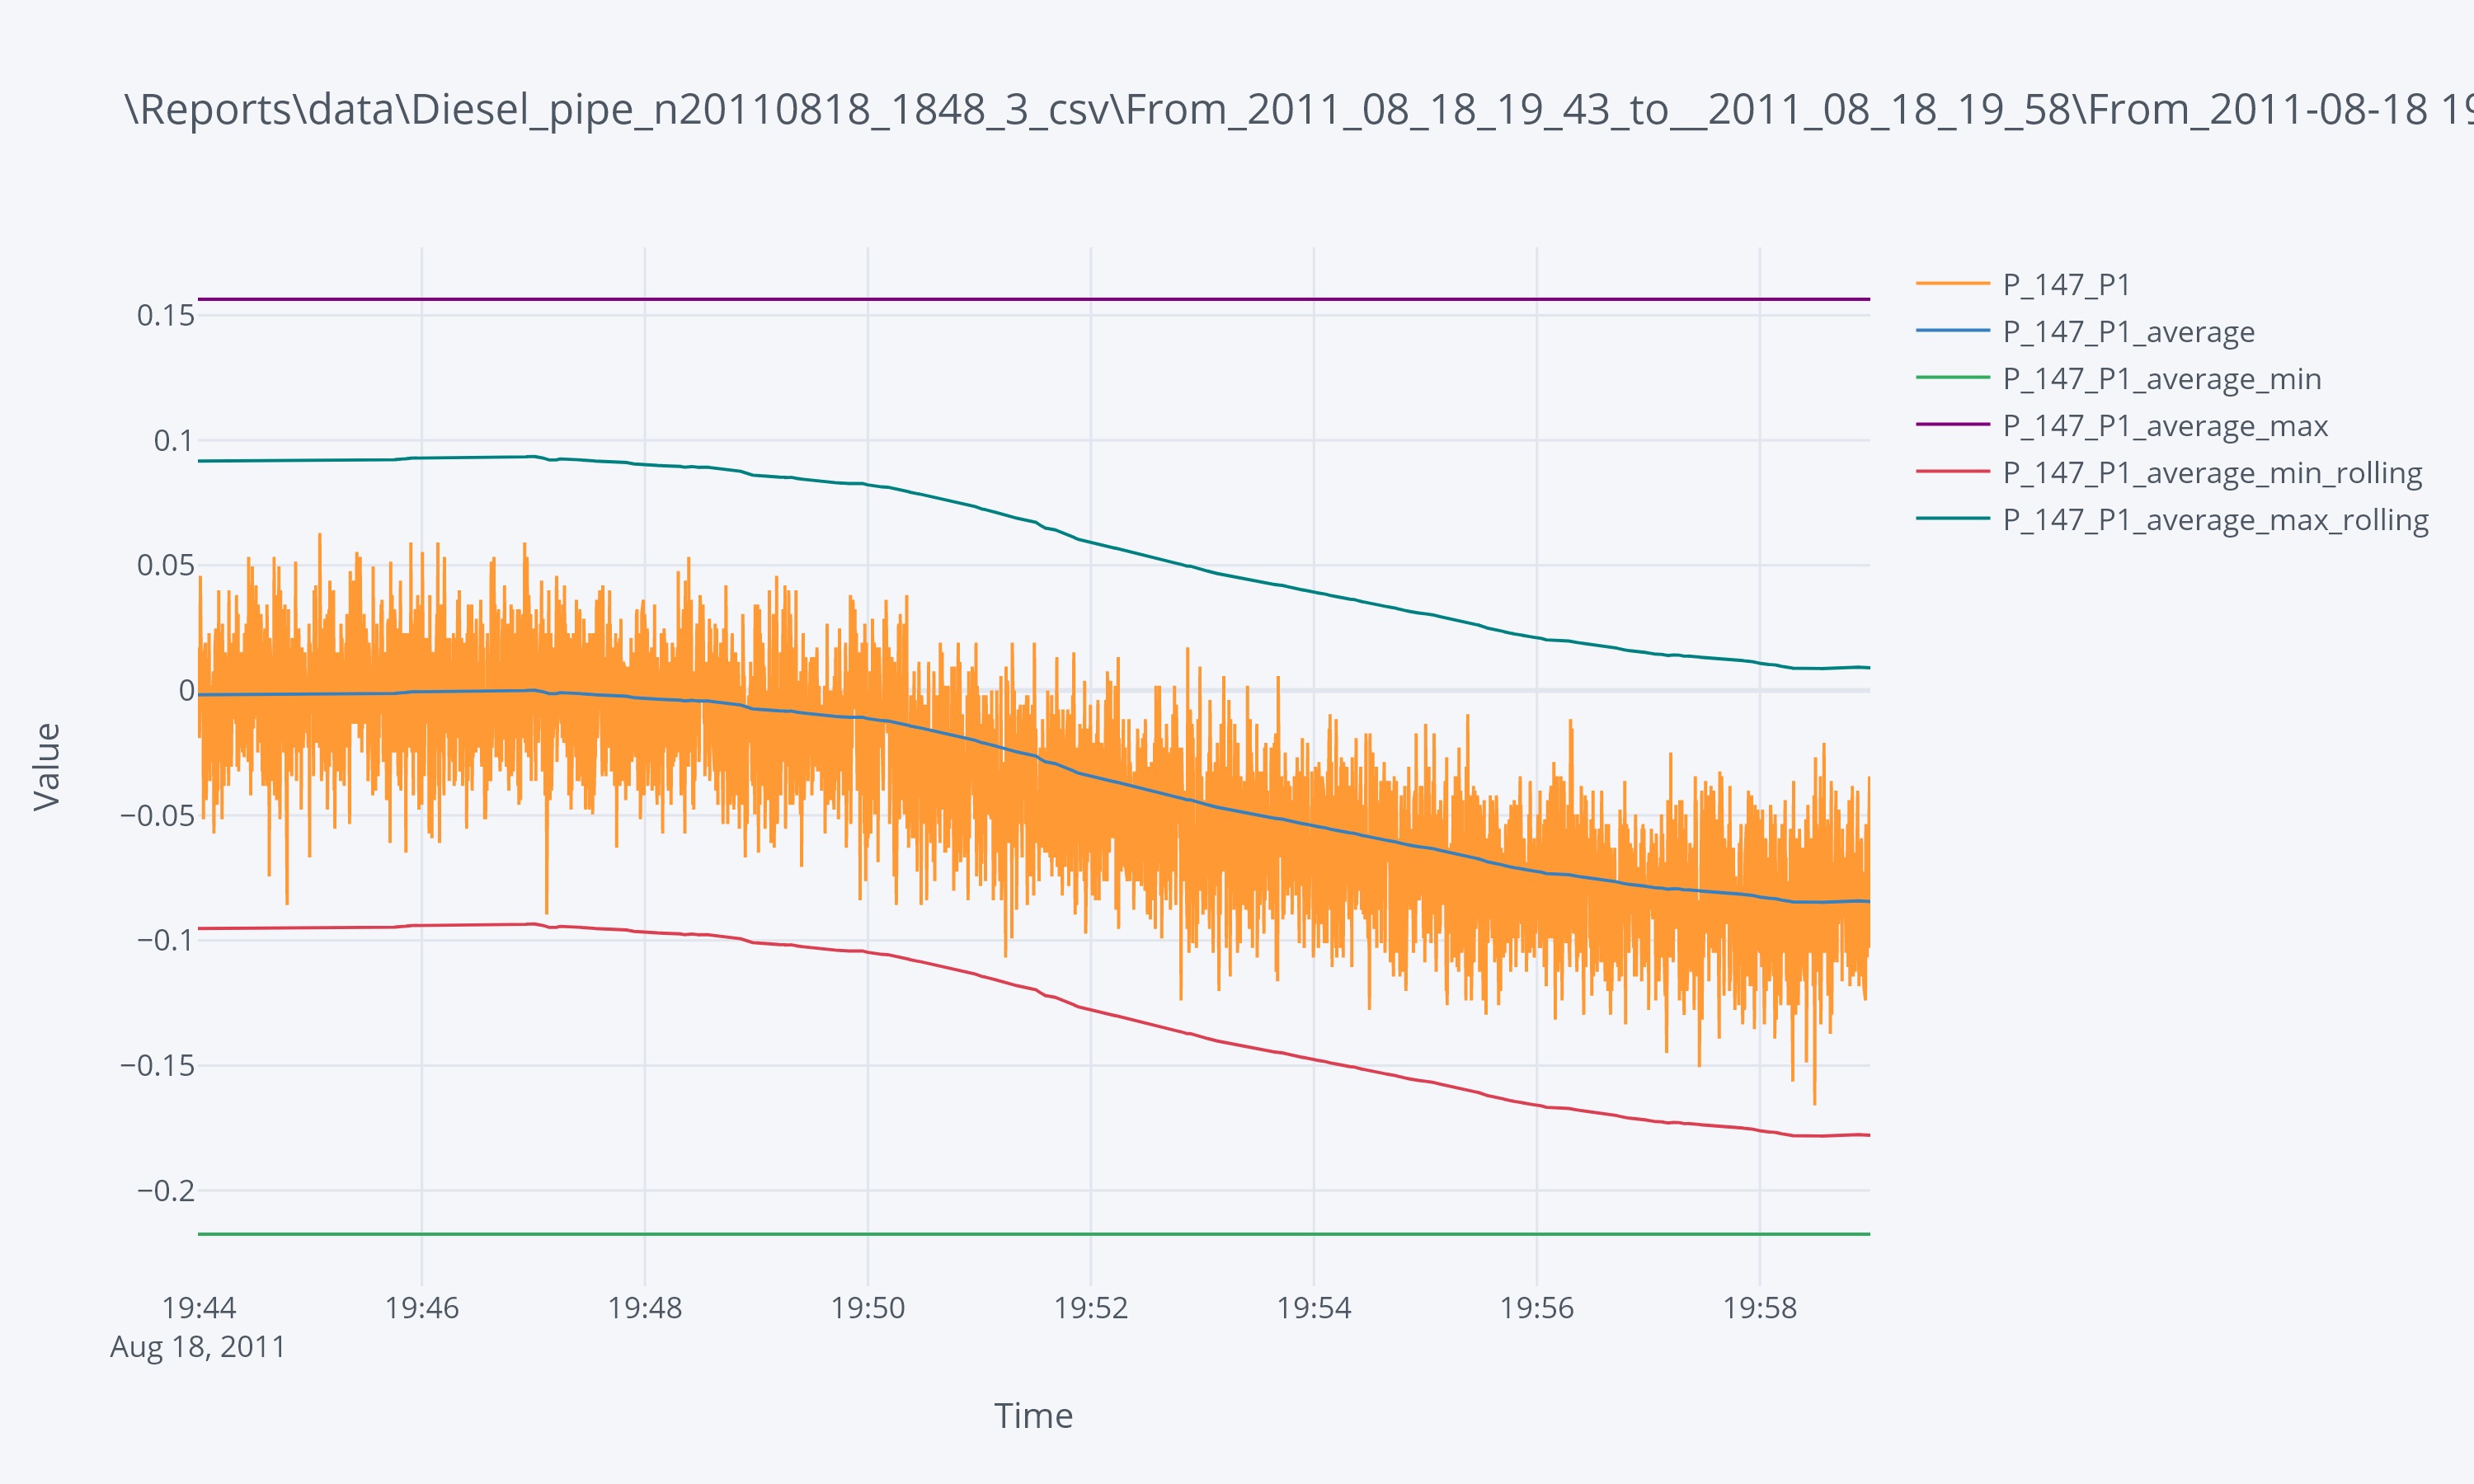 \Reports\data\Diesel_pipe_n20110818_1848_3_csv\From_2011_08_18_19_43_to__2011_08_18_19_58\From_2011-08-18 19
P_147_P1
P_147_P1_average
P_147_P1_average_min
P_147_P1_average_max
P_147_P1_average_min_rolling
P_147_P1_average_max_rolling
0.15
0.1
0.05
0
−0.05
−0.1
−0.15
−0.2
Value
19:44 19:46 19:48 19:50 19:52 19:54 19:56 19:58
Aug 18, 2011
Time